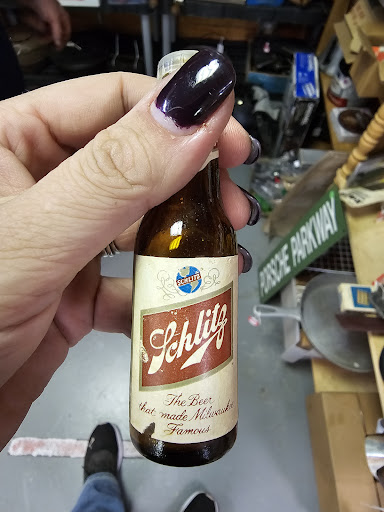 SCHLITZ
Schlitz
The Beer
that made Milwaukee
Famous
PORSCHE PARKWAY